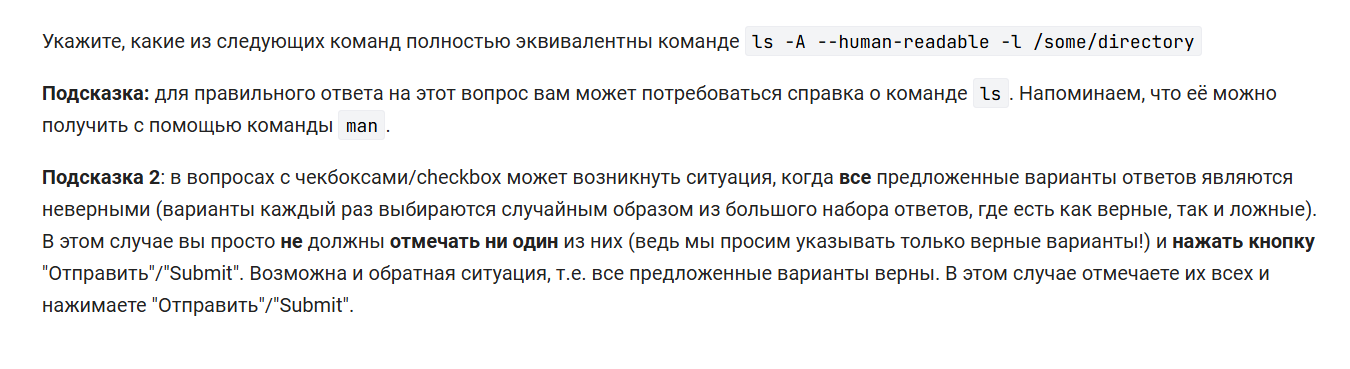 Укажите, какие из следующих команд полностью эквивалентны команде ls -A --human-readable -l /some/directory
Подсказка: для правильного ответа на этот вопрос вам может потребоваться справка о команде ls. Напоминаем, что её можно
получить с помощью команды man.
Подсказка 2: в вопросах с чекбоксами/checkbox может возникнуть ситуация, когда все предложенные варианты ответов являются
неверными (варианты каждый раз выбираются случайным образом из большого набора ответов, где есть как верные, так и ложные).
В этом случае вы просто не должны отмечать ни один из них (ведь мы просим указывать только верные варианты!) и нажать кнопку
"Отправить"/"Submit". Возможна и обратная ситуация, т.е. все предложенные варианты верны. В этом случае отмечаете их всех и
нажимаете "Отправить"/"Submit".